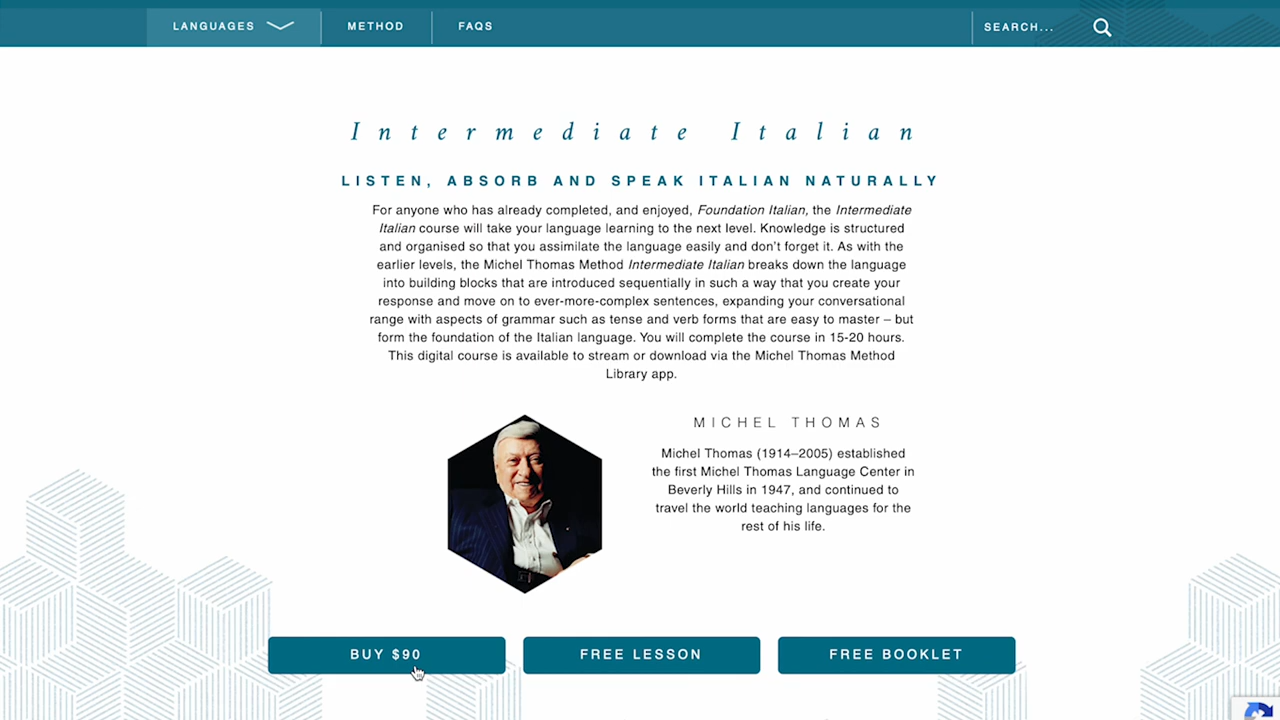 LANGUAGES
METHOD
FAQS
SEARCH...
Intermediate Italian
LISTEN, ABSORB AND SPEAK ITALIAN NATURALLY
For anyone who has already completed, and enjoyed, Foundation Italian, the Intermediate
Italian course will take your language learning to the next level. Knowledge is structured
and organised so that you assimilate the language easily and don't forget it. As with the
earlier levels, the Michel Thomas Method Intermediate Italian breaks down the language
into building blocks that are introduced sequentially in such a way that you create your
response and move on to ever-more-complex sentences, expanding your conversational
range with aspects of grammar such as tense and verb forms that are easy to master – but
form the foundation of the Italian language. You will complete the course in 15-20 hours.
This digital course is available to stream or download via the Michel Thomas Method
Library app.
MICHEL THOMAS
Michel Thomas (1914–2005) established
the first Michel Thomas Language Center in
Beverly Hills in 1947, and continued to
travel the world teaching languages for the
rest of his life.
BUY $90
FREE LESSON
FREE BOOKLET